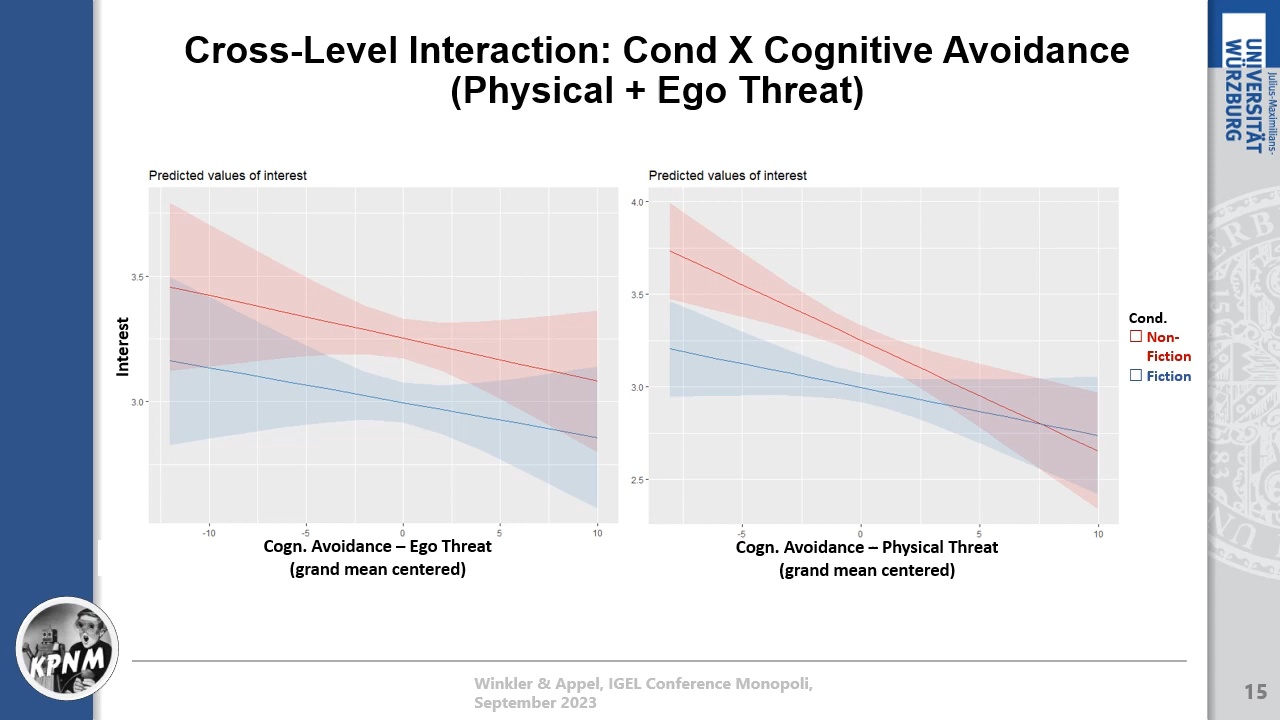 Cross-Level Interaction: Cond X Cognitive Avoidance
(Physical + Ego Threat)
UNIVERSITÄT
WÜRZBURG
Julius-Maximilians-
Predicted values of interest
3.5
3.0
Interest
-10
-5
0
5
10
Cogn. Avoidance – Ego Threat
(grand mean centered)
Predicted values of interest
4.0
3.5
3.0
2.5
-5
0
5
10
Cogn. Avoidance – Physical Threat
(grand mean centered)
Cond.
Non-
Fiction
Fiction
KPNM
Winkler & Appel, IGEL Conference Monopoli,
September 2023
15